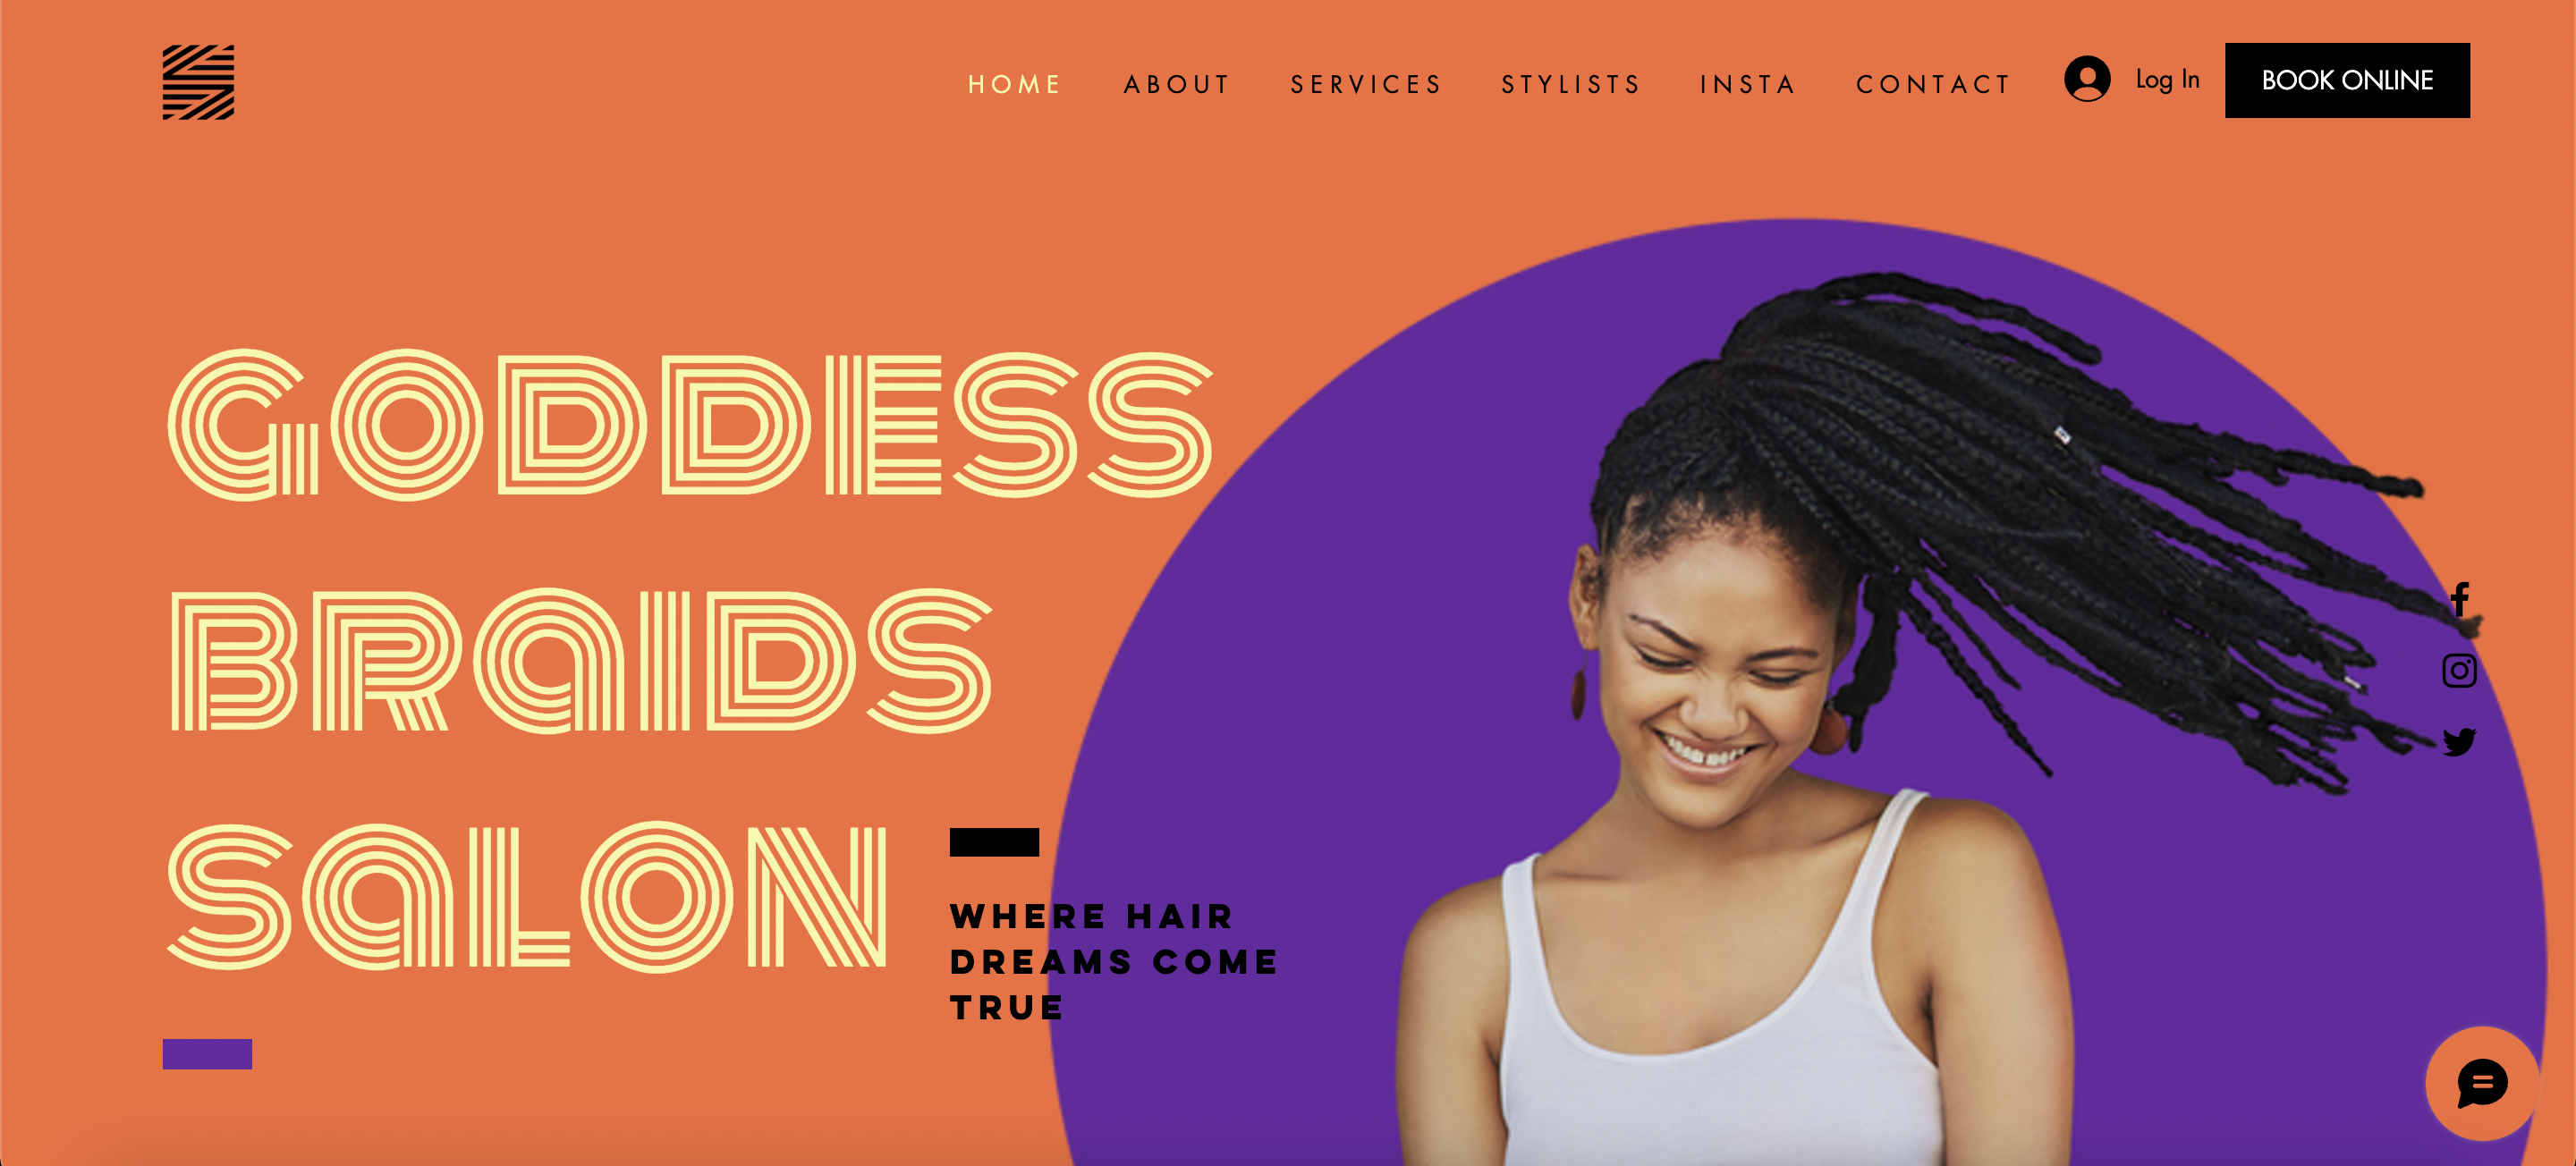 HOME ABOUT SERVICES STYLISTS INSTA CONTACT Log In BOOK ONLINE
GODDESS
BRAIDS
SALON
WHERE HAIR
DREAMS COME
TRUE